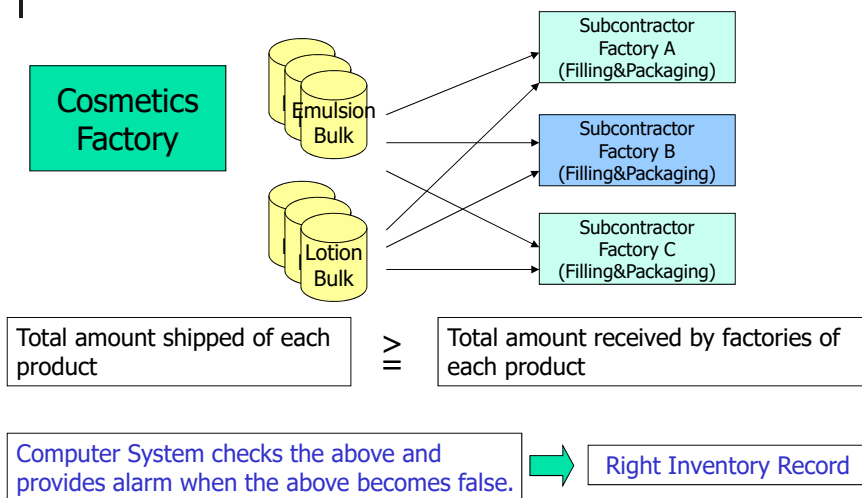 Cosmetics
Factory
Emulsion
Bulk
Lotion
Bulk
Subcontractor
Factory A
(Filling&Packaging)
Subcontractor
Factory B
(Filling&Packaging)
Subcontractor
Factory C
(Filling&Packaging)
Total amount shipped of each
product
≧
Total amount received by factories of
each product
Computer System checks the above and
provides alarm when the above becomes false.
Right Inventory Record